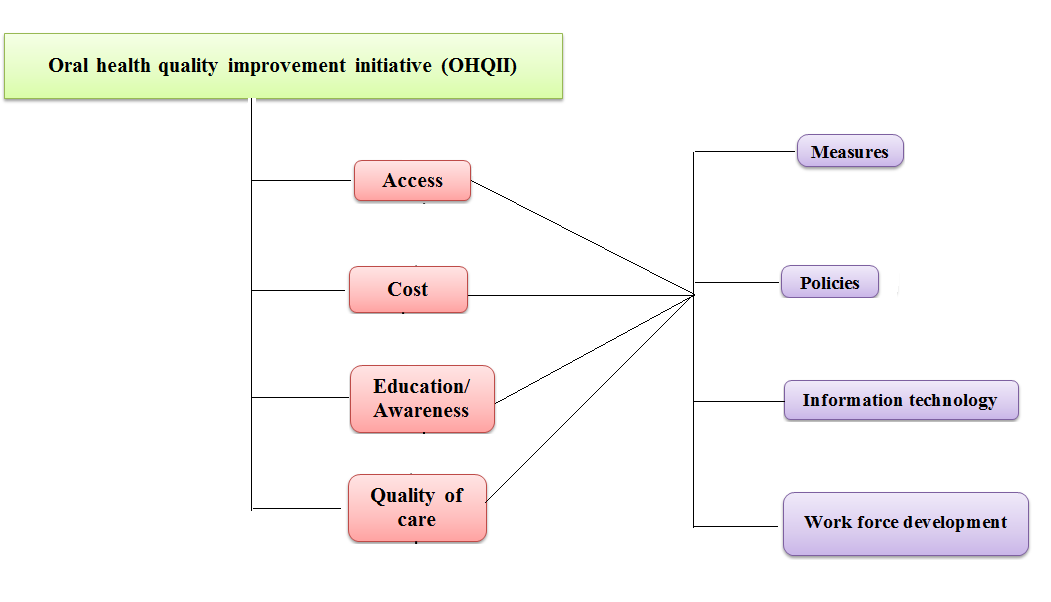 Oral health quality improvement initiative (OHQII)
Access
Cost
Education/
Awareness
Quality of
care
Measures
Policies
Information technology
Work force development